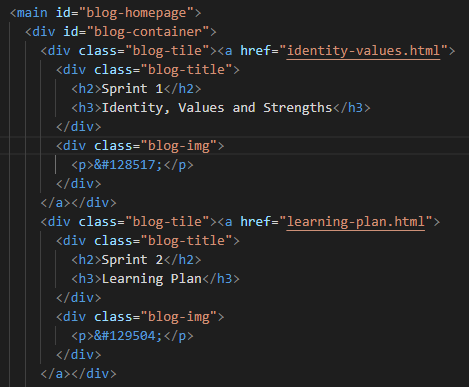 <main id="blog-homepage">
<div id="blog-container">
<div class="blog-tile"><a href="identity-values.html">
<div class="blog-title">
<h2>Sprint 1</h2>
<h3>Identity, Values and Strengths</h3>
</div>
<div class="blog-img">
<p>&#128517;</p>
</div>
</a></div>
<div class="blog-tile"><a href="learning-plan.html">
<div class="blog-title">
<h2>Sprint 2</h2>
<h3>Learning Plan</h3>
</div>
<div class="blog-img">
<p>&#129504;</p>
</div>
</a></div>